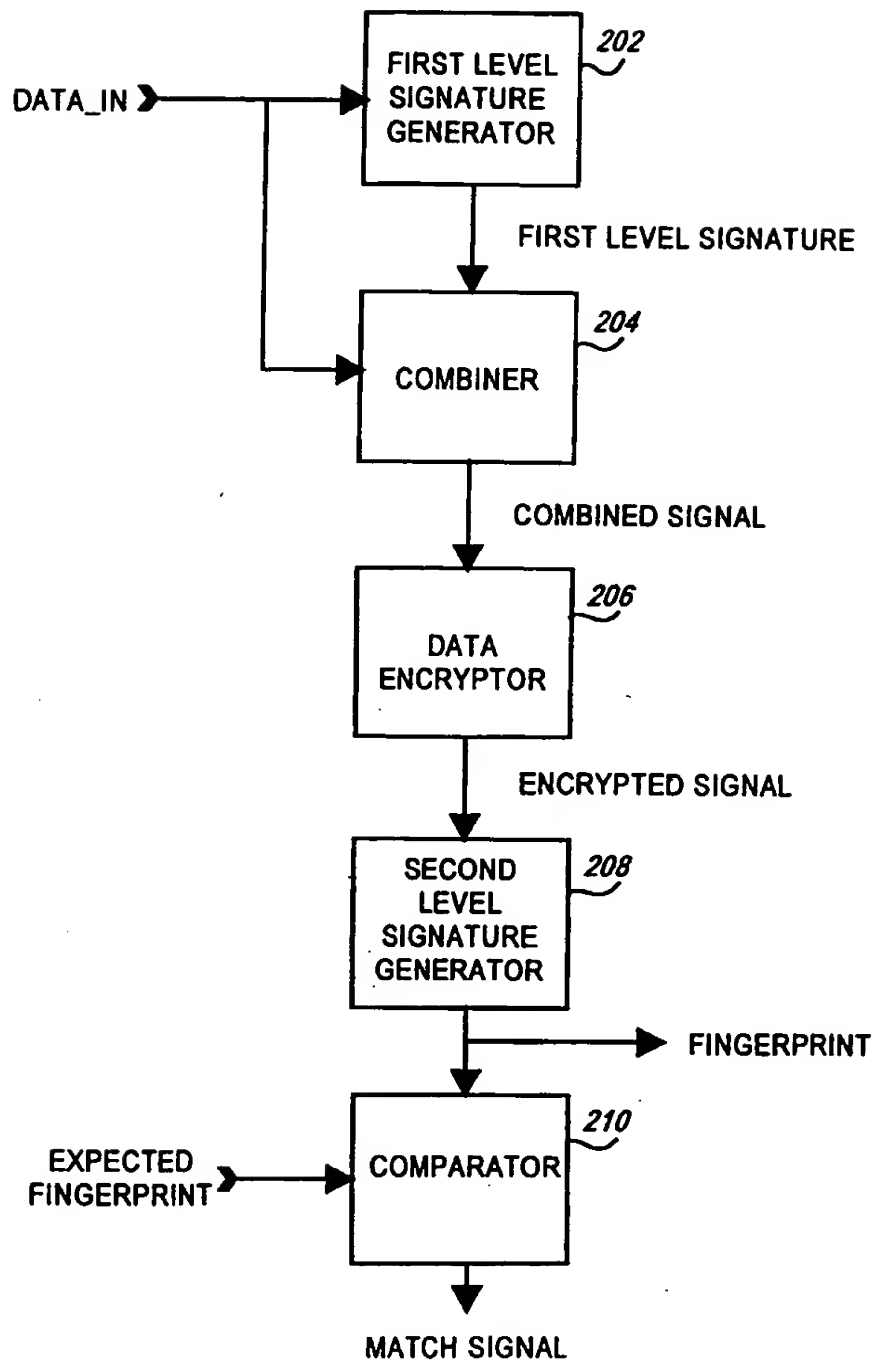 202
FIRST LEVEL
SIGNATURE
GENERATOR
DATA_IN
FIRST LEVEL SIGNATURE
204
COMBINER
COMBINED SIGNAL
206
DATA
ENCRYPTOR
ENCRYPTED SIGNAL
208
SECOND
LEVEL
SIGNATURE
GENERATOR
FINGERPRINT
210
COMPARATOR
EXPECTED
FINGERPRINT
MATCH SIGNAL